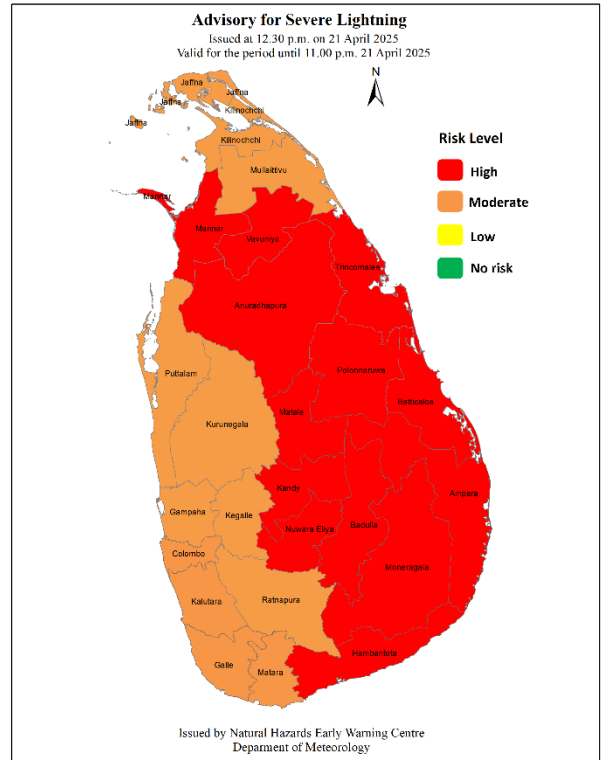 Advisory for Severe Lightning
Issued at 12.30 p.m. on 21 April 2025
Valid for the period until 11.00 p.m. 21 April 2025
N
Jaffna
Jaffna
Jaffna
Kilinochchi
Jaffna
Kilinochchi
Mullaittivu
Risk Level
High
Moderate
Low
No risk
Mannar
Mannar
Vavuniya
Trincomalee
Anuradhapura
Puttalam
Polonnaruwa
Batticaloa
Matale
Kurunegala
Kandy
Ampara
Gampaha
Kegalle
Nuwara Eliya
Badulla
Colombo
Moneragala
Kalutara
Ratnapura
Hambantota
Galle
Matara
Issued by Natural Hazards Early Warning Centre
Deparment of Meteorology